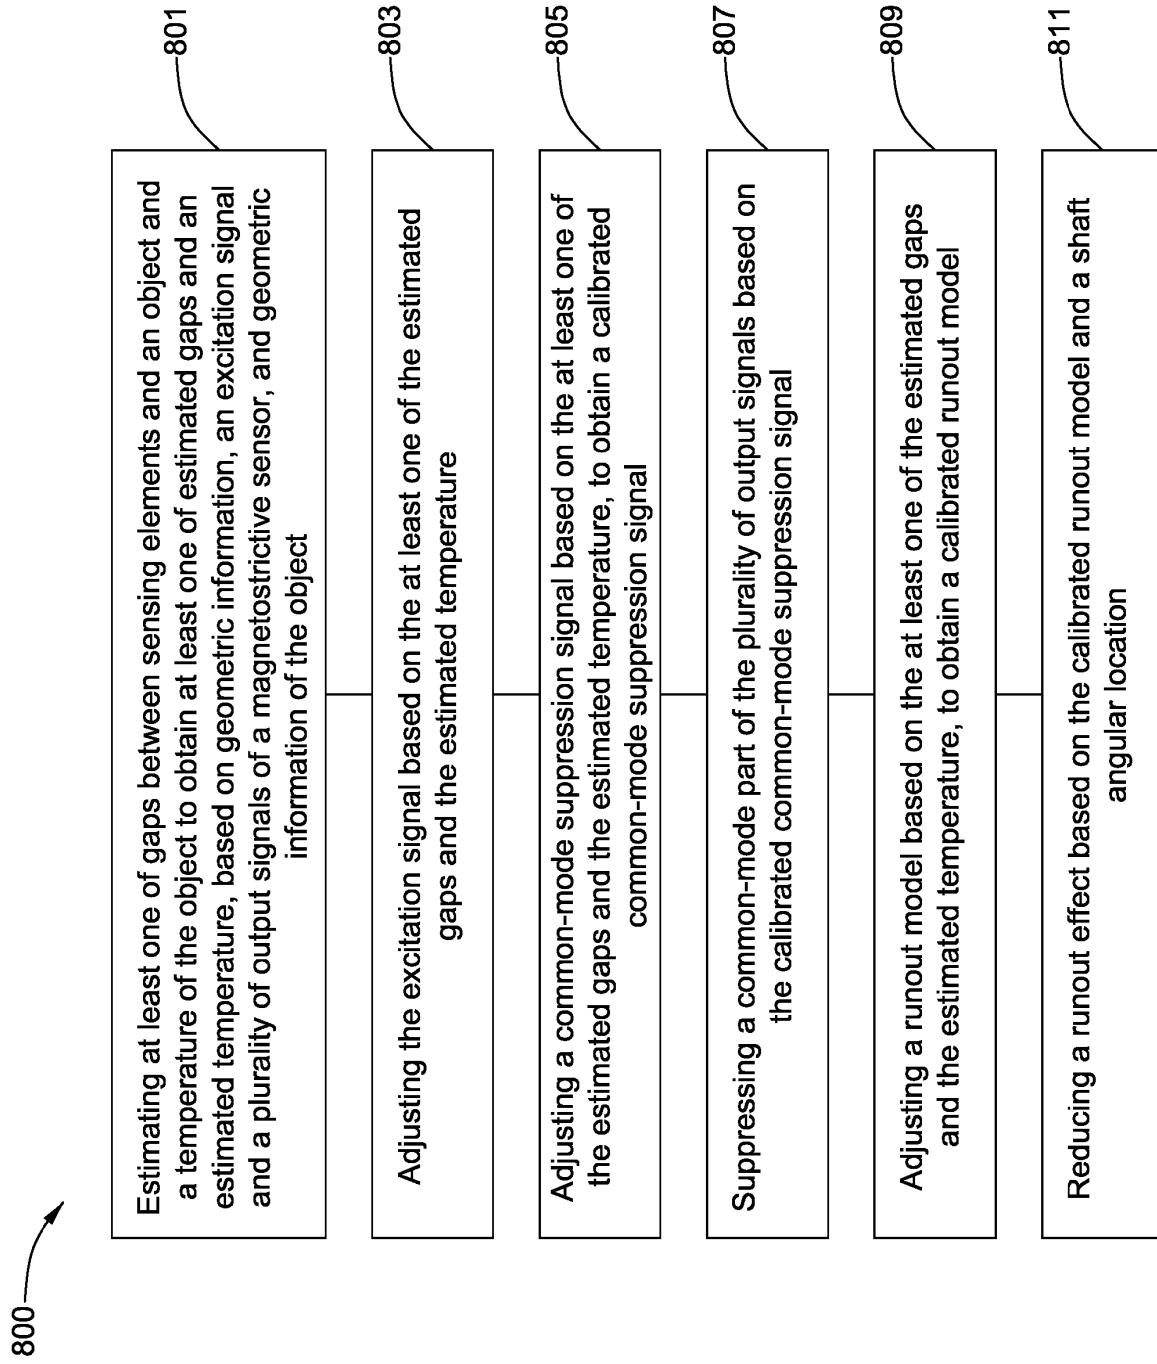 800
Estimating at least one of gaps between sensing elements and an object and
a temperature of the object to obtain at least one of estimated gaps and an
estimated temperature, based on geometric information, an excitation signal
and a plurality of output signals of a magnetostrictive sensor, and geometric
information of the object
801
Adjusting the excitation signal based on the at least one of the estimated
gaps and the estimated temperature
803
Adjusting a common-mode suppression signal based on the at least one of
the estimated gaps and the estimated temperature, to obtain a calibrated
common-mode suppression signal
805
Suppressing a common-mode part of the plurality of output signals based on
the calibrated common-mode suppression signal
807
Adjusting a runout model based on the at least one of the estimated gaps
and the estimated temperature, to obtain a calibrated runout model
809
Reducing a runout effect based on the calibrated runout model and a shaft
angular location
811